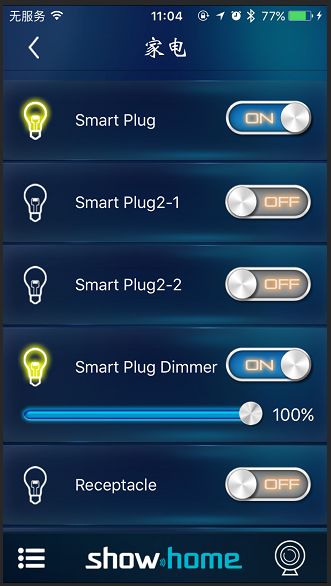 无服务 11:04 77%
家电
Smart Plug ON
Smart Plug2-1 OFF
Smart Plug2-2 OFF
Smart Plug Dimmer ON
100%
Receptacle OFF
show home